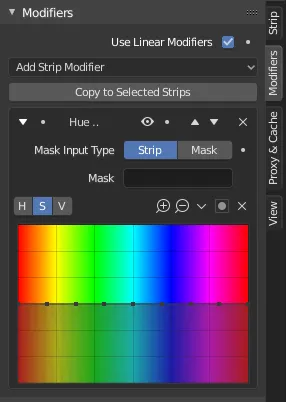 Modifiers
Use Linear Modifiers
Add Strip Modifier
Copy to Selected Strips
Hue ..
Mask Input Type Strip Mask
Mask
H S V
Strip
Modifiers
Proxy & Cache
View